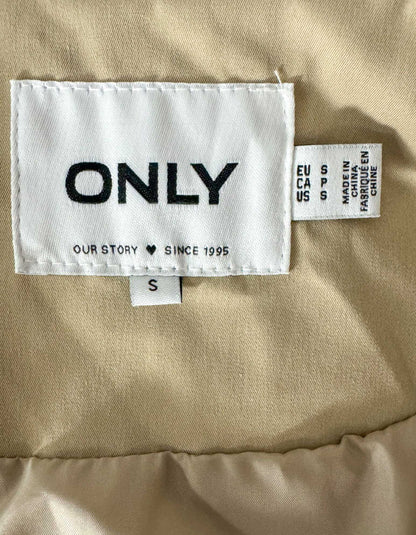 ONLY
OUR STORY ♥ SINCE 1995
S
EU S
CA P
US S
MADE IN
CHINA
FABRIQUÉ EN
CHINE